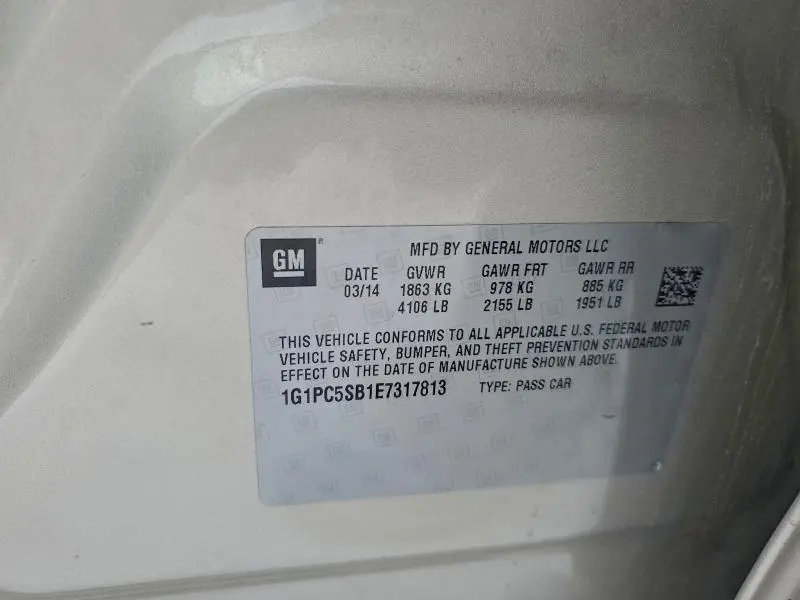 GM
MFD BY GENERAL MOTORS LLC
DATE GVWR GAWR FRT GAWR RR
03/14 1863 KG 978 KG 885 KG
4106 LB 2155 LB 1951 LB
THIS VEHICLE CONFORMS TO ALL APPLICABLE U.S. FEDERAL MOTOR
VEHICLE SAFETY, BUMPER, AND THEFT PREVENTION STANDARDS IN
EFFECT ON THE DATE OF MANUFACTURE SHOWN ABOVE.
1G1PC5SB1E7317813 TYPE: PASS CAR